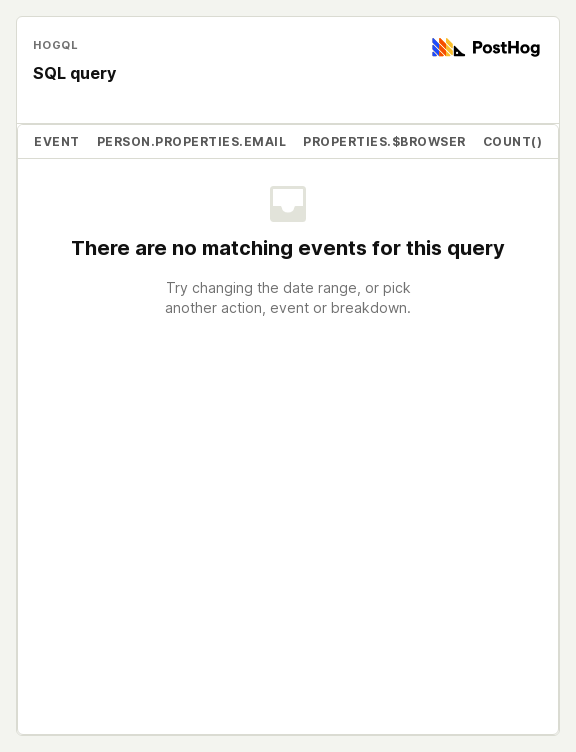 HOGQL
PostHog
SQL query
EVENT PERSON.PROPERTIES.EMAIL PROPERTIES.$BROWSER COUNT()
There are no matching events for this query
Try changing the date range, or pick
another action, event or breakdown.